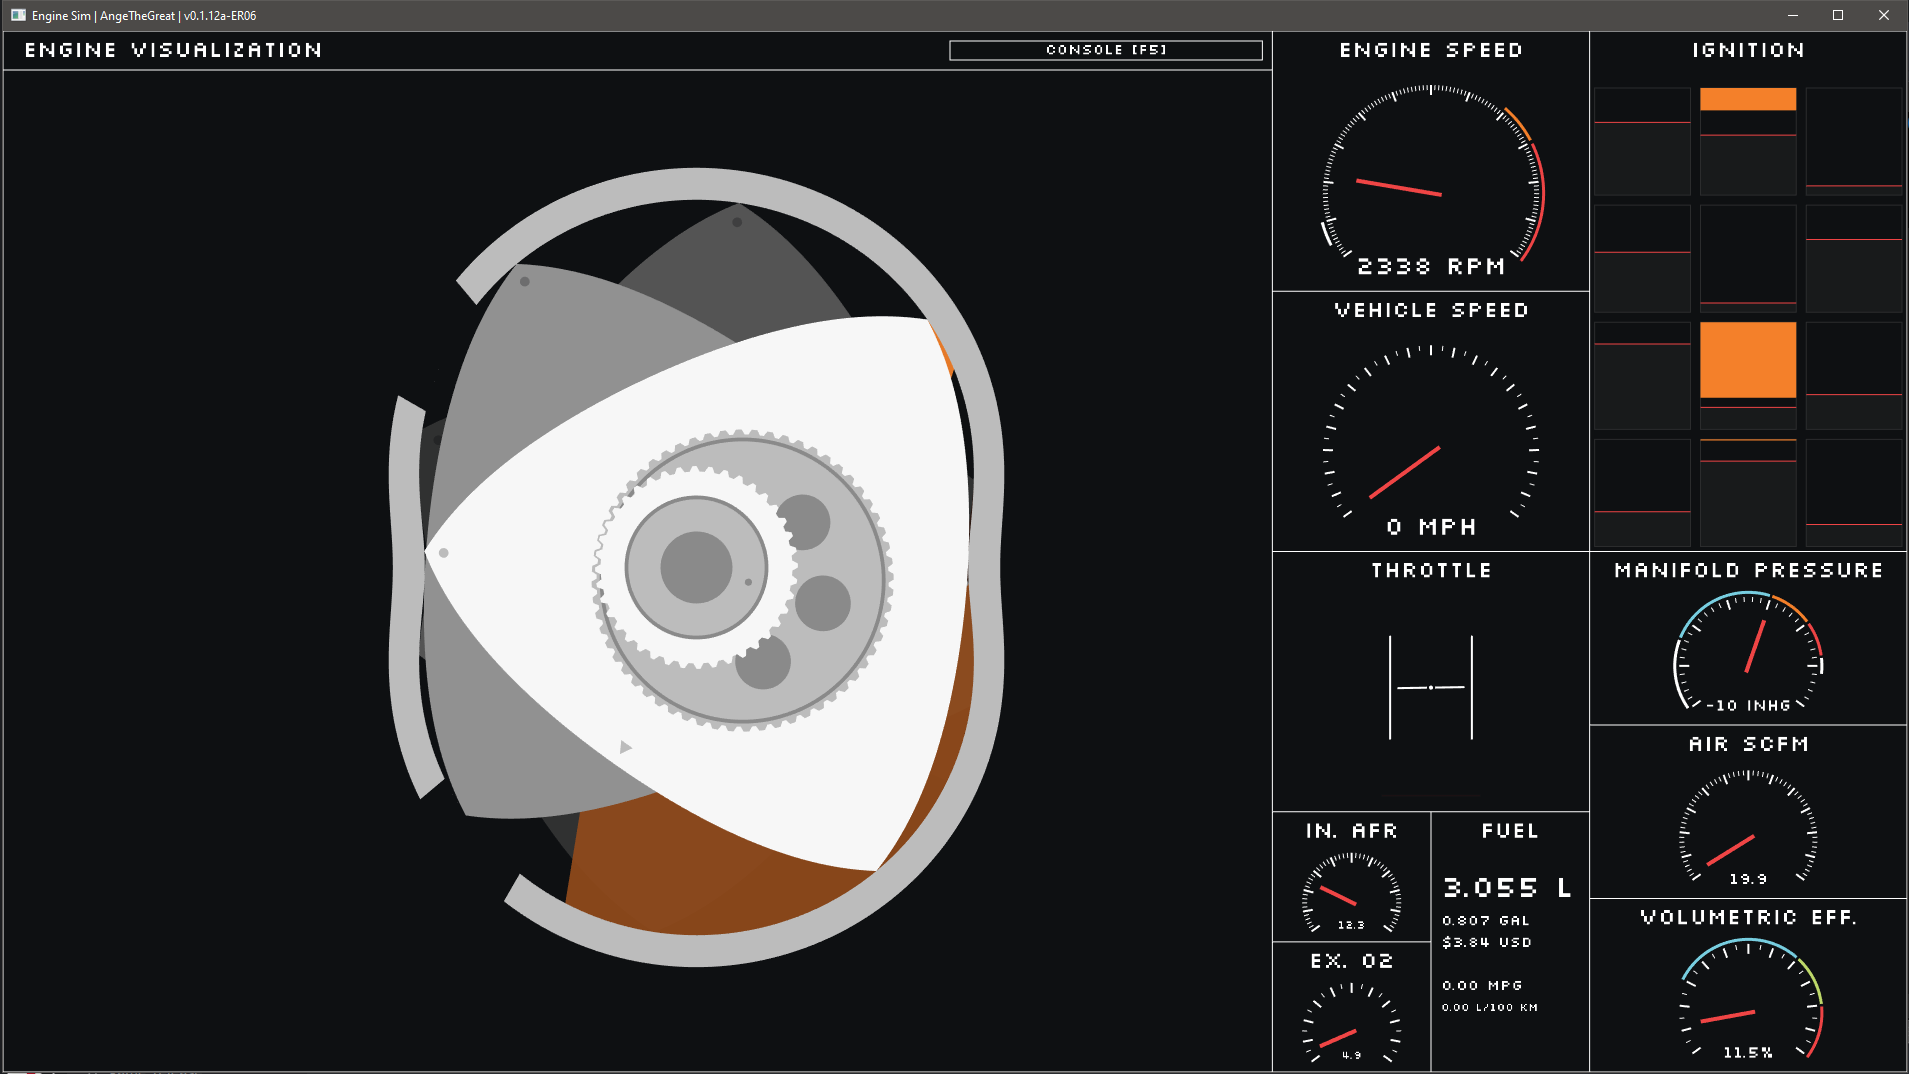 Engine Sim | AngeTheGreat | v0.1.12a-ER06
ENGINE VISUALIZATION
CONSOLE [F5]
ENGINE SPEED
2338 RPM
VEHICLE SPEED
0 MPH
THROTTLE
IN. AFR
12.3
EX. O2
4.9
FUEL
3.055 L
0.807 GAL
$3.84 USD
0.00 MPG
0.00 L/100 KM
IGNITION
MANIFOLD PRESSURE
-10 INHG
AIR SCFM
19.9
VOLUMETRIC EFF.
11.5%